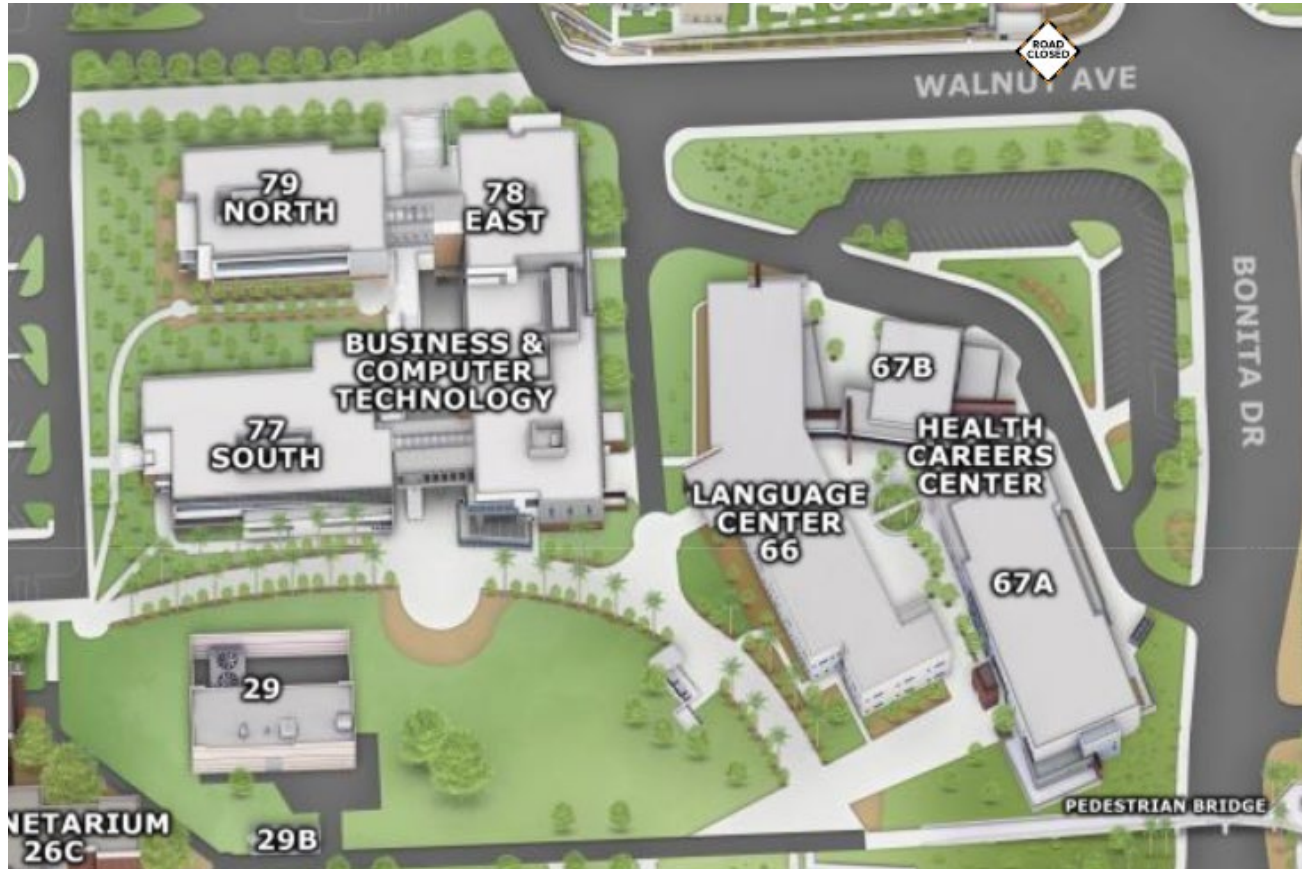 ROAD
CLOSED
WALNUT AVE
79
NORTH
78
EAST
BONITA DR
BUSINESS &
COMPUTER
TECHNOLOGY
67B
77
SOUTH
HEALTH
CAREERS
CENTER
LANGUAGE
CENTER
66
67A
29
PEDESTRIAN BRIDGE
NETARIUM
26C
29B